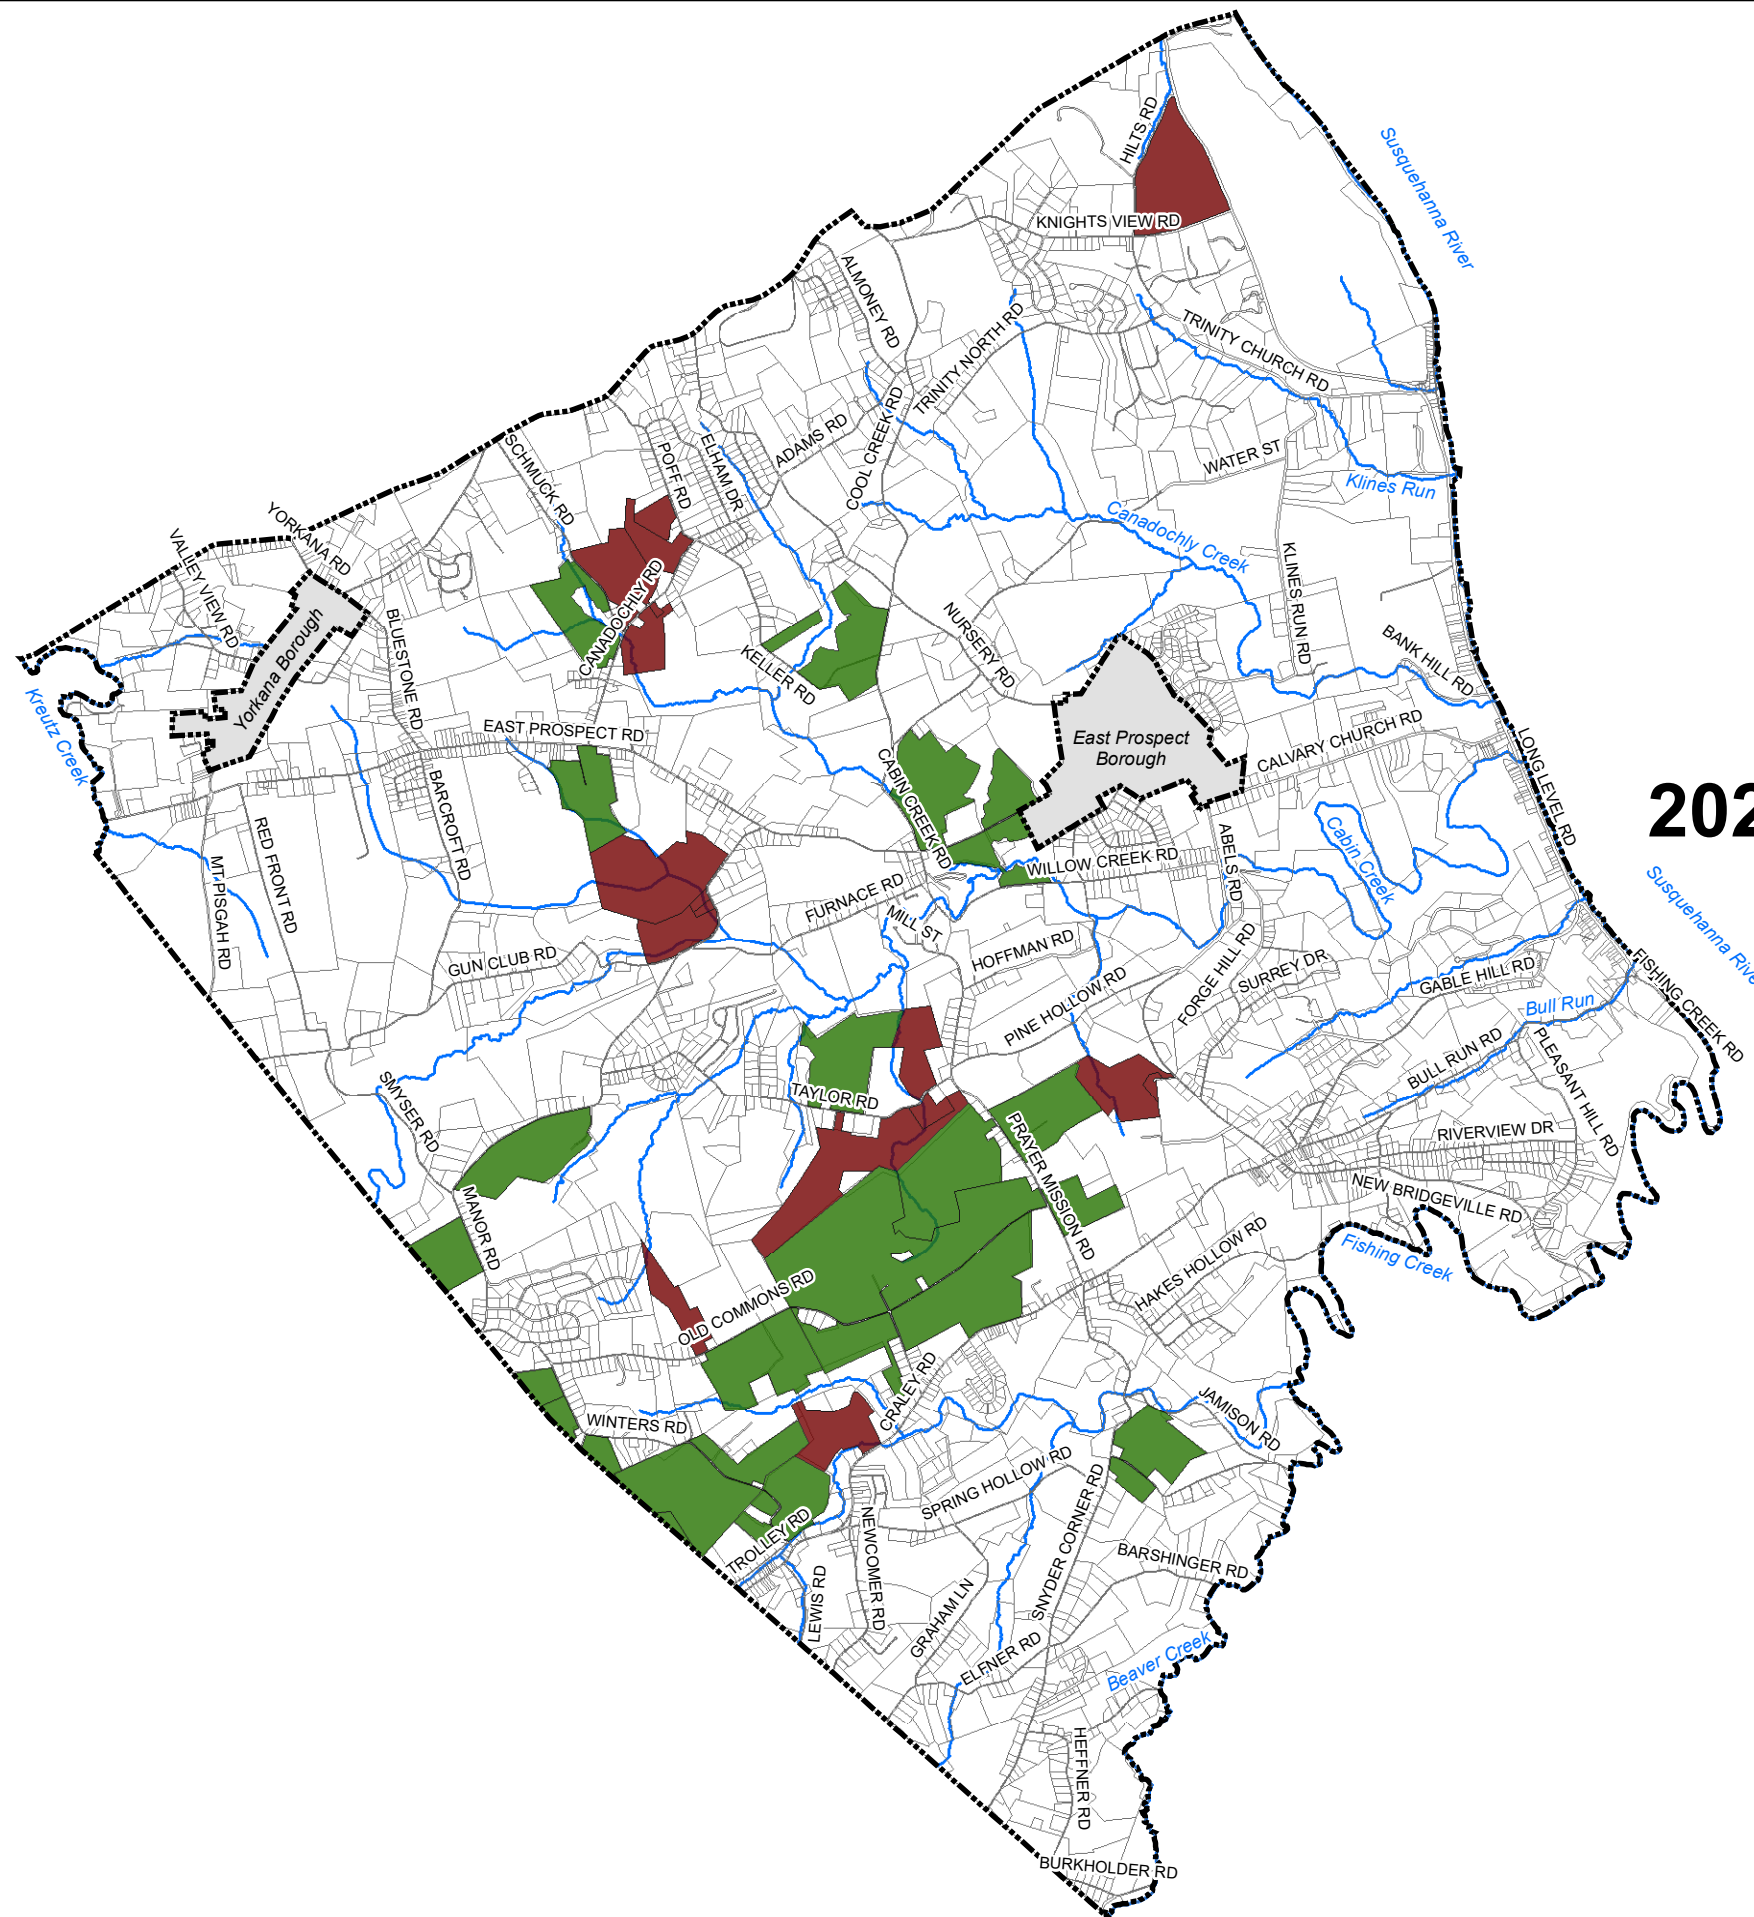 HILTS RD
Susquehanna River
KNIGHTS VIEW RD
ALMONEY RD
TRINITY NORTH RD
TRINITY CHURCH RD
COOL CREEK RD
ADAMS RD
SCHMUCK RD
POFF RD
ELHAM DR
WATER ST
Klines Run
Canadochly Creek
YORKANA RD
VALLEY VIEW RD
Yorkana Borough
KLINES RUN RD
CANADOCHLY RD
BLUESTONE RD
NURSERY RD
KELLER RD
BANK HILL RD
Kreutz Creek
EAST PROSPECT RD
East Prospect
Borough
CALVARY CHURCH RD
LONG LEVEL RD
CABIN CREEK RD
BARCROFT RD
RED FRONT RD
MT PISGAH RD
202
WILLOW CREEK RD
ABELS RD
Cabin Creek
FURNACE RD
MILL ST
Susquehanna Rive
HOFFMAN RD
GUN CLUB RD
FORGE HILL RD
SURREY DR
GABLE HILL RD
FISHING CREEK RD
PINE HOLLOW RD
Bull Run
BULL RUN RD
PLEASANT HILL RD
SMYSER RD
TAYLOR RD
PRAYER MISSION RD
RIVERVIEW DR
NEW BRIDGEVILLE RD
MANOR RD
Fishing Creek
HAKES HOLLOW RD
OLD COMMONS RD
CRALEY RD
JAMISON RD
WINTERS RD
SPRING HOLLOW RD
SNYDER CORNER RD
TROLLEY RD
NEWCOMER RD
BARSHINGER RD
LEWIS RD
GRAHAM LN
ELFNER RD
Beaver Creek
HEFFNER RD
BURKHOLDER RD